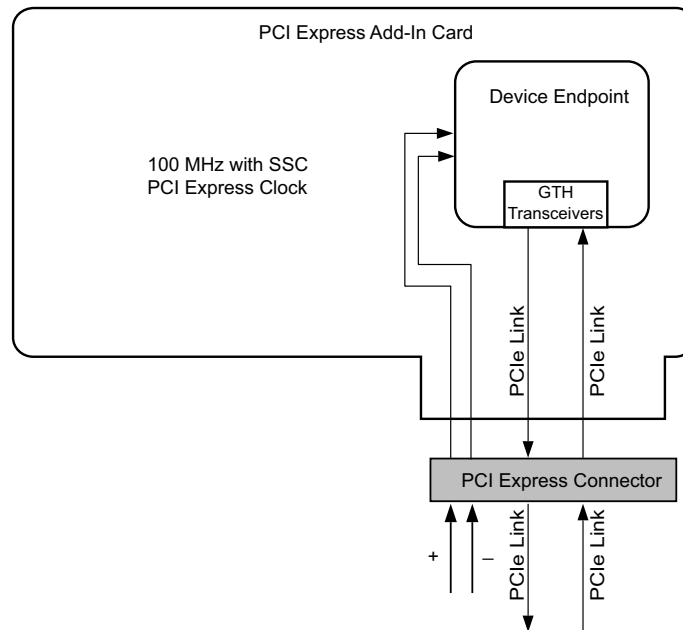 PCI Express Add-In Card
Device Endpoint
100 MHz with SSC
PCI Express Clock
GTH
Transceivers
PCIe Link
PCIe Link
PCI Express Connector
+
–
PCIe Link
PCIe Link